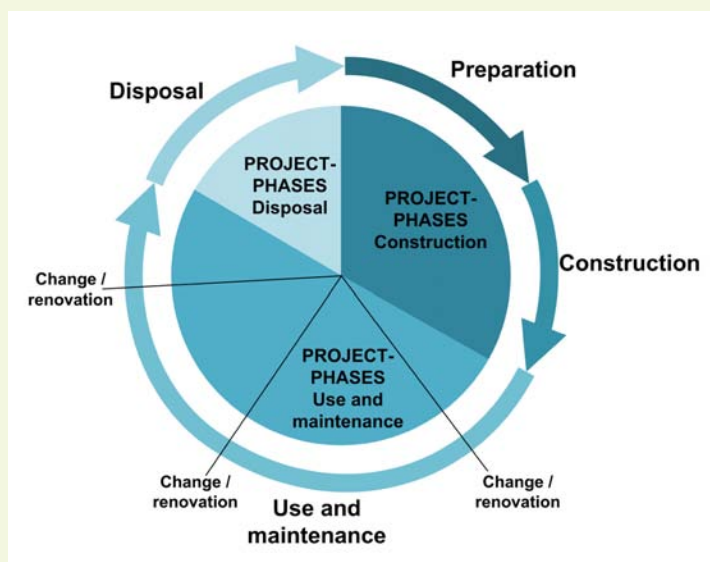 Disposal
Preparation
PROJECT-
PHASES
Disposal
PROJECT-
PHASES
Construction
Construction
Change /
renovation
PROJECT-
PHASES
Use and
maintenance
Change /
renovation
Change /
renovation
Use and
maintenance